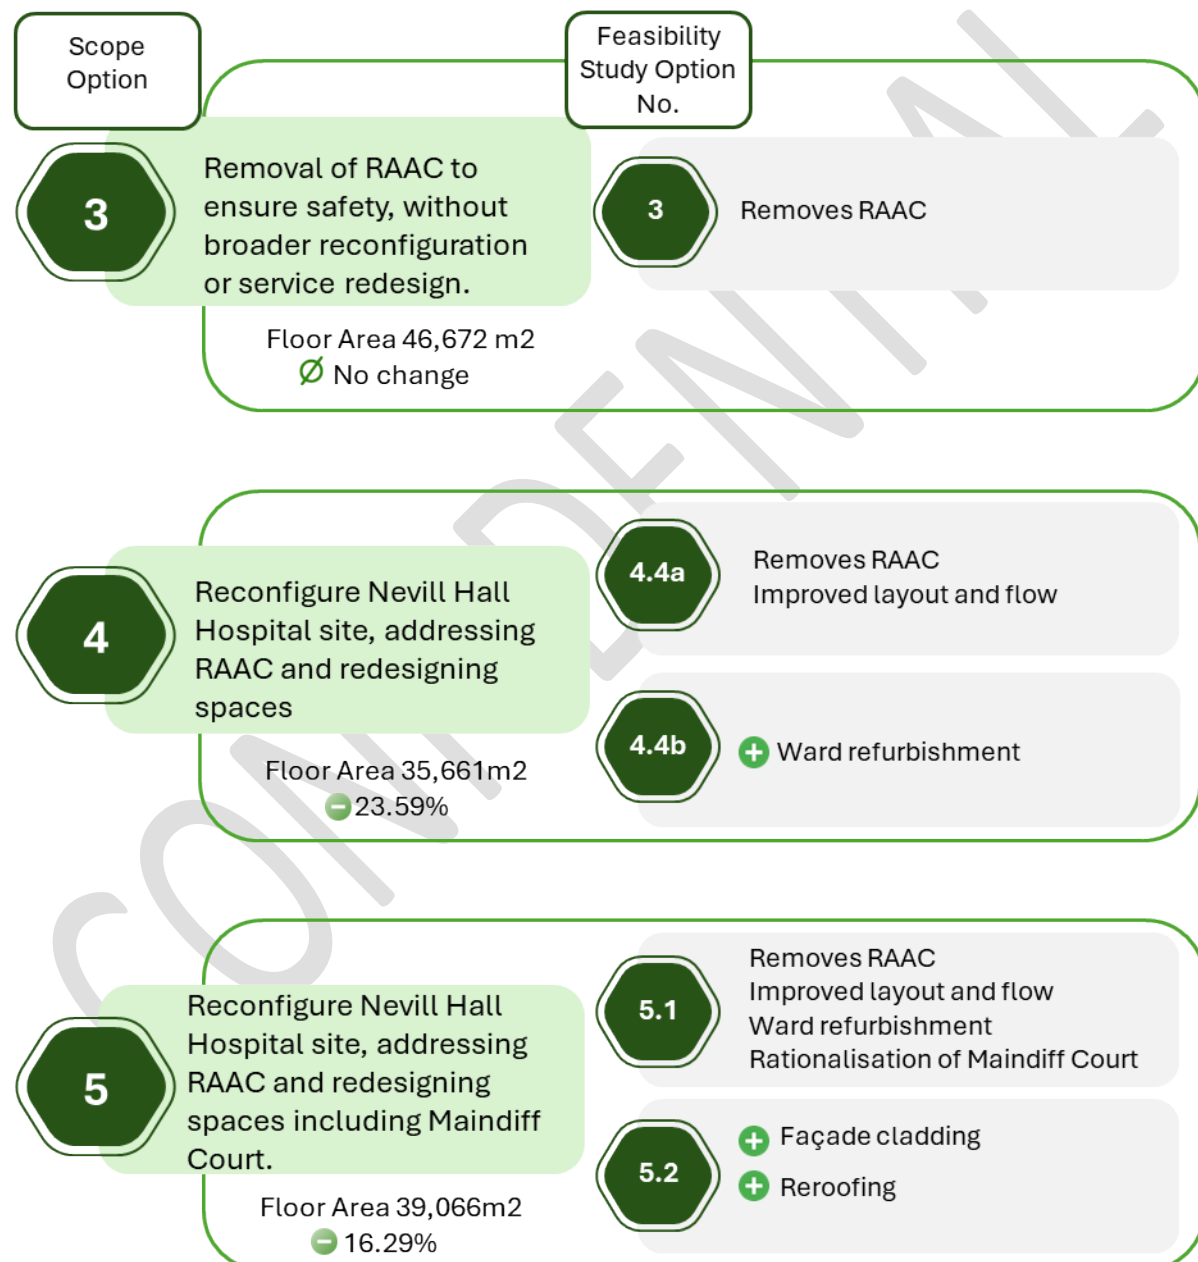 Scope
Option
Feasibility
Study Option
No.
3
Removal of RAAC to
ensure safety, without
broader reconfiguration
or service redesign.
Floor Area 46,672 m2
No change
3
Removes RAAC
4
Reconfigure Nevill Hall
Hospital site, addressing
RAAC and redesigning
spaces
Floor Area 35,661m2
23.59%
4.4a
Removes RAAC
Improved layout and flow
4.4b
Ward refurbishment
5
Reconfigure Nevill Hall
Hospital site, addressing
RAAC and redesigning
spaces including Maindiff
Court.
Floor Area 39,066m2
16.29%
5.1
Removes RAAC
Improved layout and flow
Ward refurbishment
Rationalisation of Maindiff Court
5.2
Façade cladding
Reroofing
CONFIDENTIAL